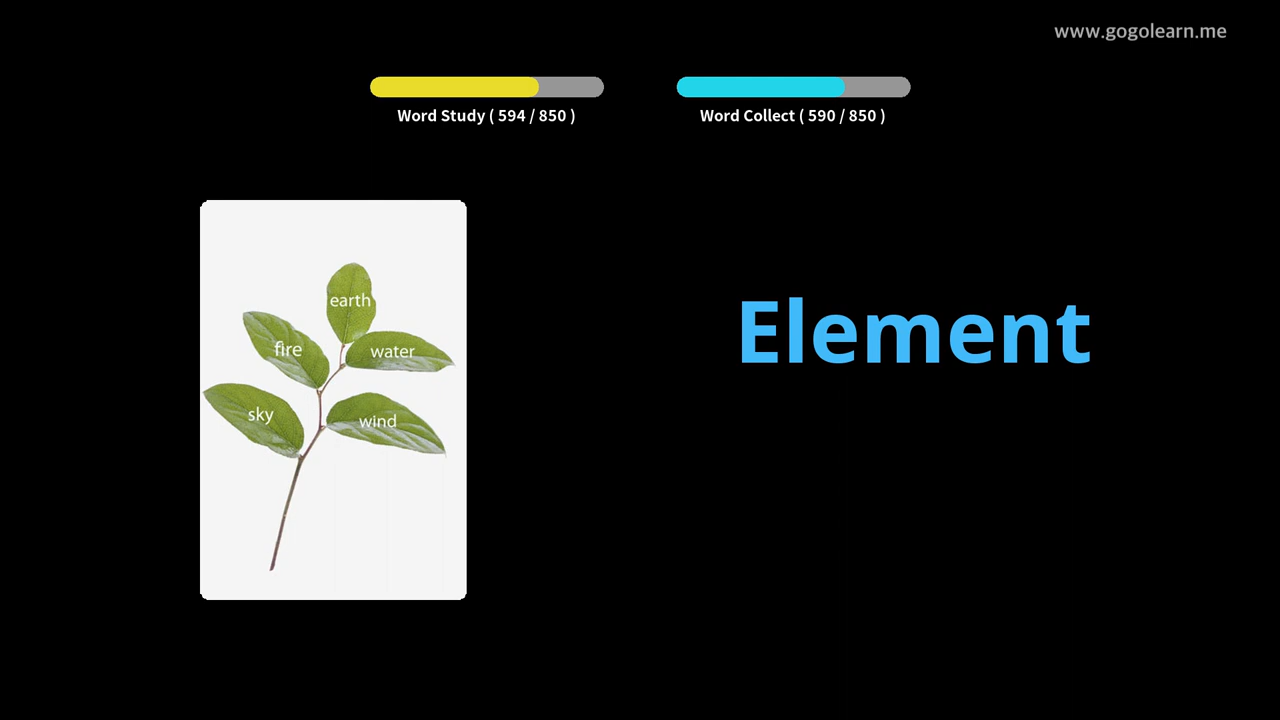 www.gogolearn.me
Word Study ( 594 / 850 )
Word Collect ( 590 / 850 )
earth
fire
water
sky
wind
Element